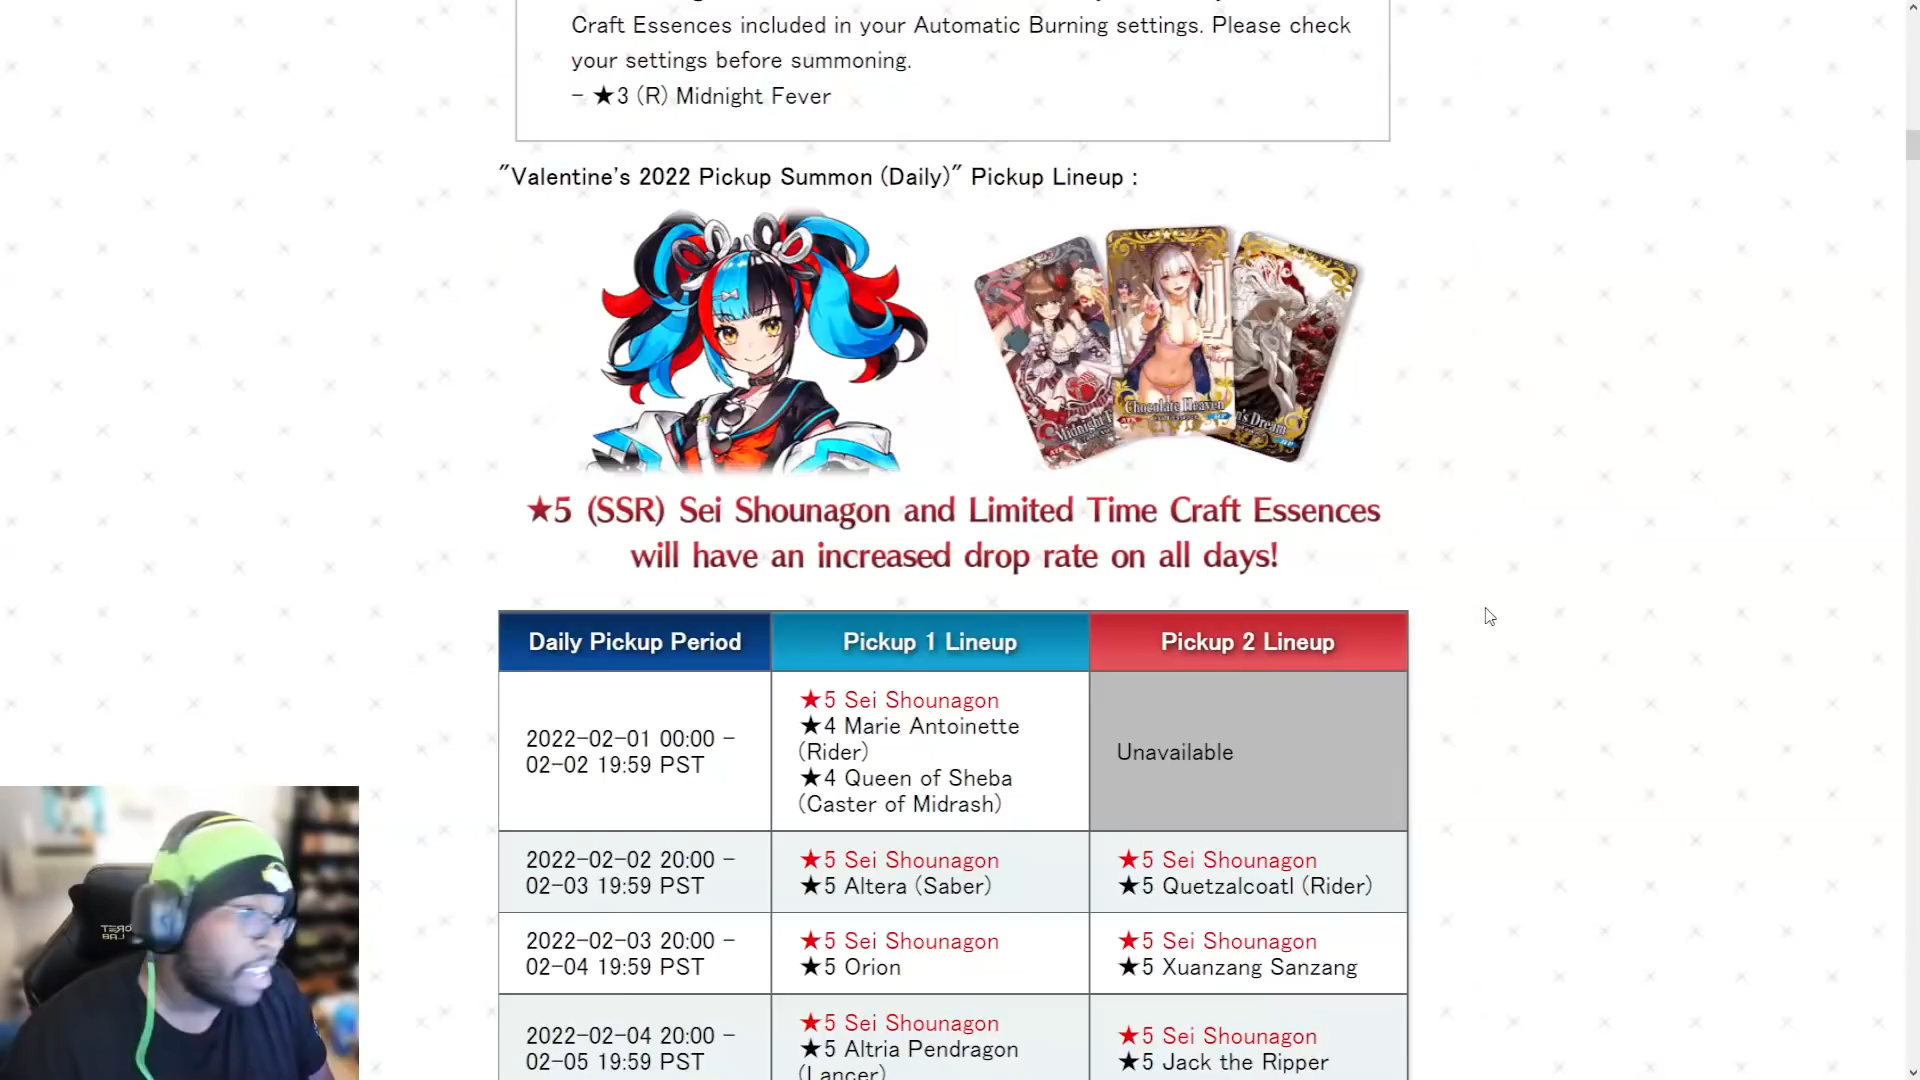 Craft Essences included in your Automatic Burning settings. Please check
your settings before summoning.
- ★3 (R) Midnight Fever
"Valentine's 2022 Pickup Summon (Daily)" Pickup Lineup :
Chocolate Heaven
★5 (SSR) Sei Shounagon and Limited Time Craft Essences
will have an increased drop rate on all days!
Daily Pickup Period
Pickup 1 Lineup
Pickup 2 Lineup
2022-02-01 00:00 -
02-02 19:59 PST
★5 Sei Shounagon
★4 Marie Antoinette
(Rider)
★4 Queen of Sheba
(Caster of Midrash)
Unavailable
2022-02-02 20:00 -
02-03 19:59 PST
★5 Sei Shounagon
★5 Altera (Saber)
★5 Sei Shounagon
★5 Quetzalcoatl (Rider)
2022-02-03 20:00 -
02-04 19:59 PST
★5 Sei Shounagon
★5 Orion
★5 Sei Shounagon
★5 Xuanzang Sanzang
2022-02-04 20:00 -
02-05 19:59 PST
★5 Sei Shounagon
★5 Altria Pendragon
(Lancer)
★5 Sei Shounagon
★5 Jack the Ripper